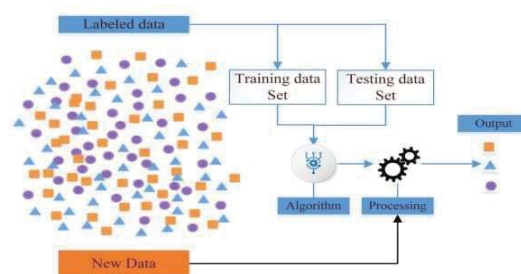 Labeled data
Training data
Set
Testing data
Set
Output
Algorithm
Processing
New Data